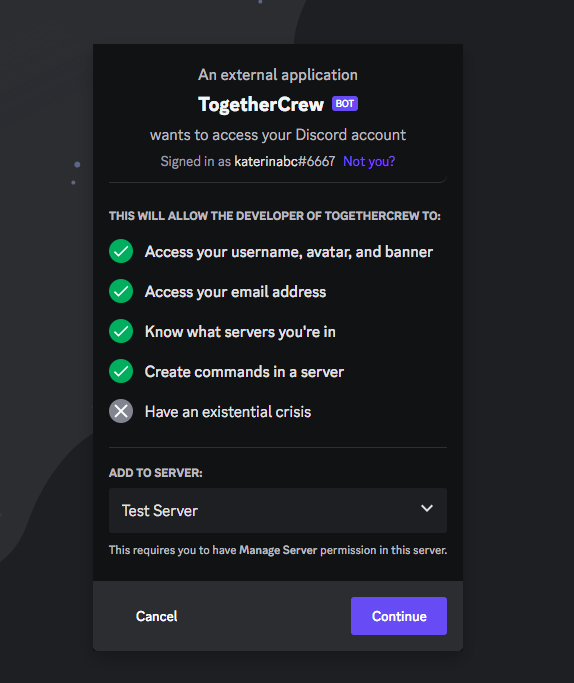 An external application
TogetherCrew BOT
wants to access your Discord account
Signed in as katerinabc#6667 Not you?
THIS WILL ALLOW THE DEVELOPER OF TOGETHERCREW TO:
Access your username, avatar, and banner
Access your email address
Know what servers you're in
Create commands in a server
Have an existential crisis
ADD TO SERVER:
Test Server
This requires you to have Manage Server permission in this server.
Cancel
Continue